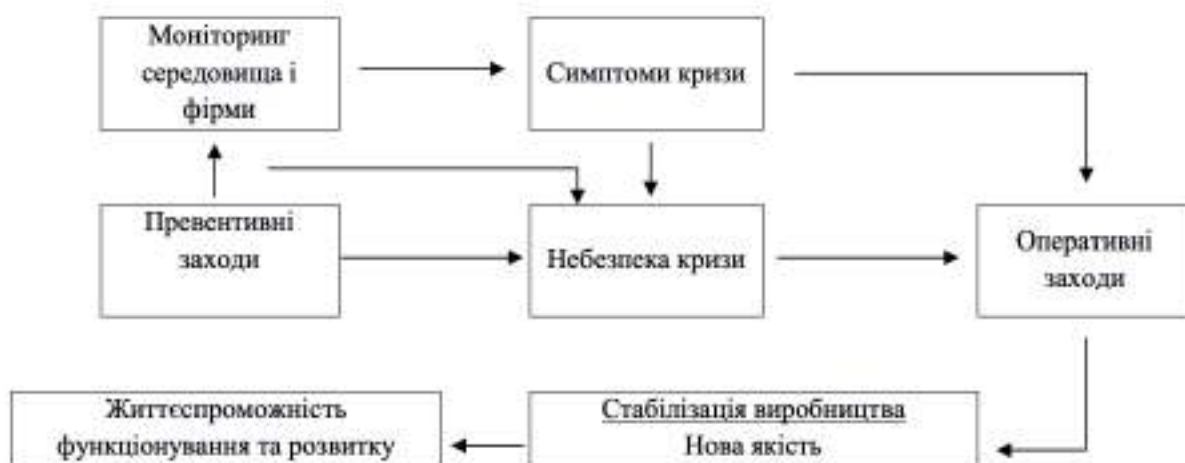 Моніторинг
середовища і
фірми
Симптоми кризи
Превентивні
заходи
Небезпека кризи
Оперативні
заходи
Життєспроможність
функціонування та розвитку
Стабілізація виробництва
Нова якість